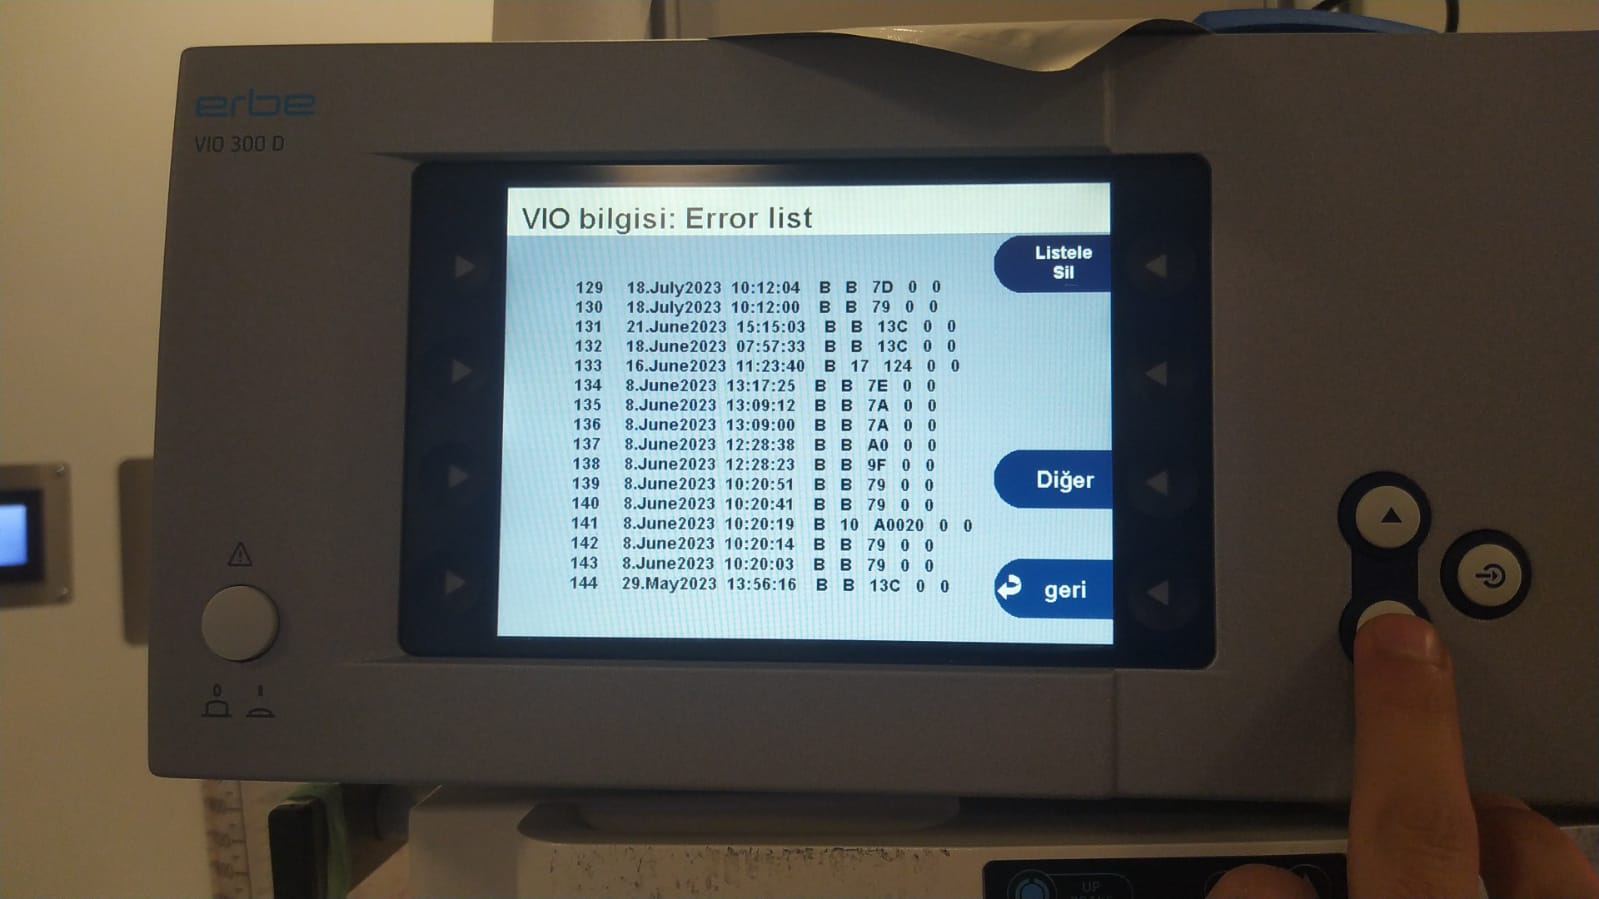 erbe
VIO 300 D
VIO bilgisi: Error list
Listele
Sil
129 18.July2023 10:12:04 B B 7D 0 0
130 18.July2023 10:12:00 B B 79 0 0
131 21.June2023 15:15:03 B B 13C 0 0
132 18.June2023 07:57:33 B B 13C 0 0
133 16.June2023 11:23:40 B 17 124 0 0
134 8.June2023 13:17:25 B B 7E 0 0
135 8.June2023 13:09:12 B B 7A 0 0
136 8.June2023 13:09:00 B B 7A 0 0
137 8.June2023 12:28:38 B B A0 0 0
138 8.June2023 12:28:23 B B 9F 0 0
139 8.June2023 10:20:51 B B 79 0 0
140 8.June2023 10:20:41 B B 79 0 0
141 8.June2023 10:20:19 B 10 A0020 0 0
142 8.June2023 10:20:14 B B 79 0 0
143 8.June2023 10:20:03 B B 79 0 0
144 29.May2023 13:56:16 B B 13C 0 0
Diğer
geri
0 I
UP